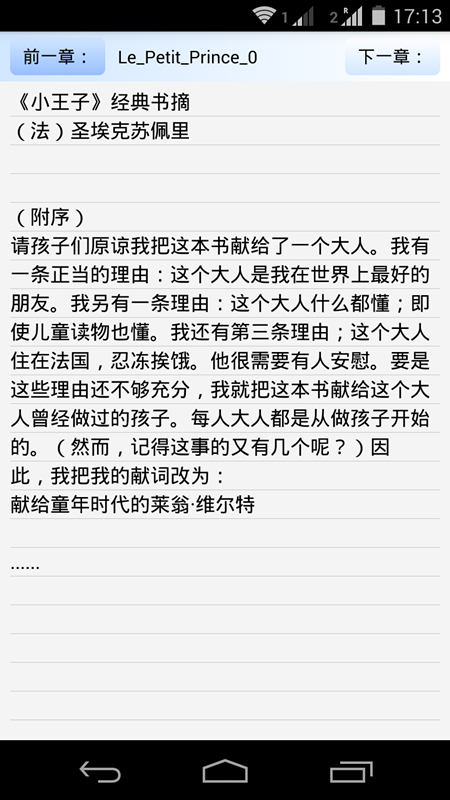 1 2 R 17:13
前一章： Le_Petit_Prince_0 下一章：
《小王子》经典书摘
（法）圣埃克苏佩里
（附序）
请孩子们原谅我把这本书献给了一个大人。我有
一条正当的理由：这个大人是我在世界上最好的
朋友。我另有一条理由：这个大人什么都懂；即
使儿童读物也懂。我还有第三条理由；这个大人
住在法国，忍冻挨饿。他很需要有人安慰。要是
这些理由还不够充分，我就把这本书献给这个大
人曾经做过的孩子。每人大人都是从做孩子开始
的。（然而，记得这事的又有几个呢？）因
此，我把我的献词改为：
献给童年时代的莱翁·维尔特
......